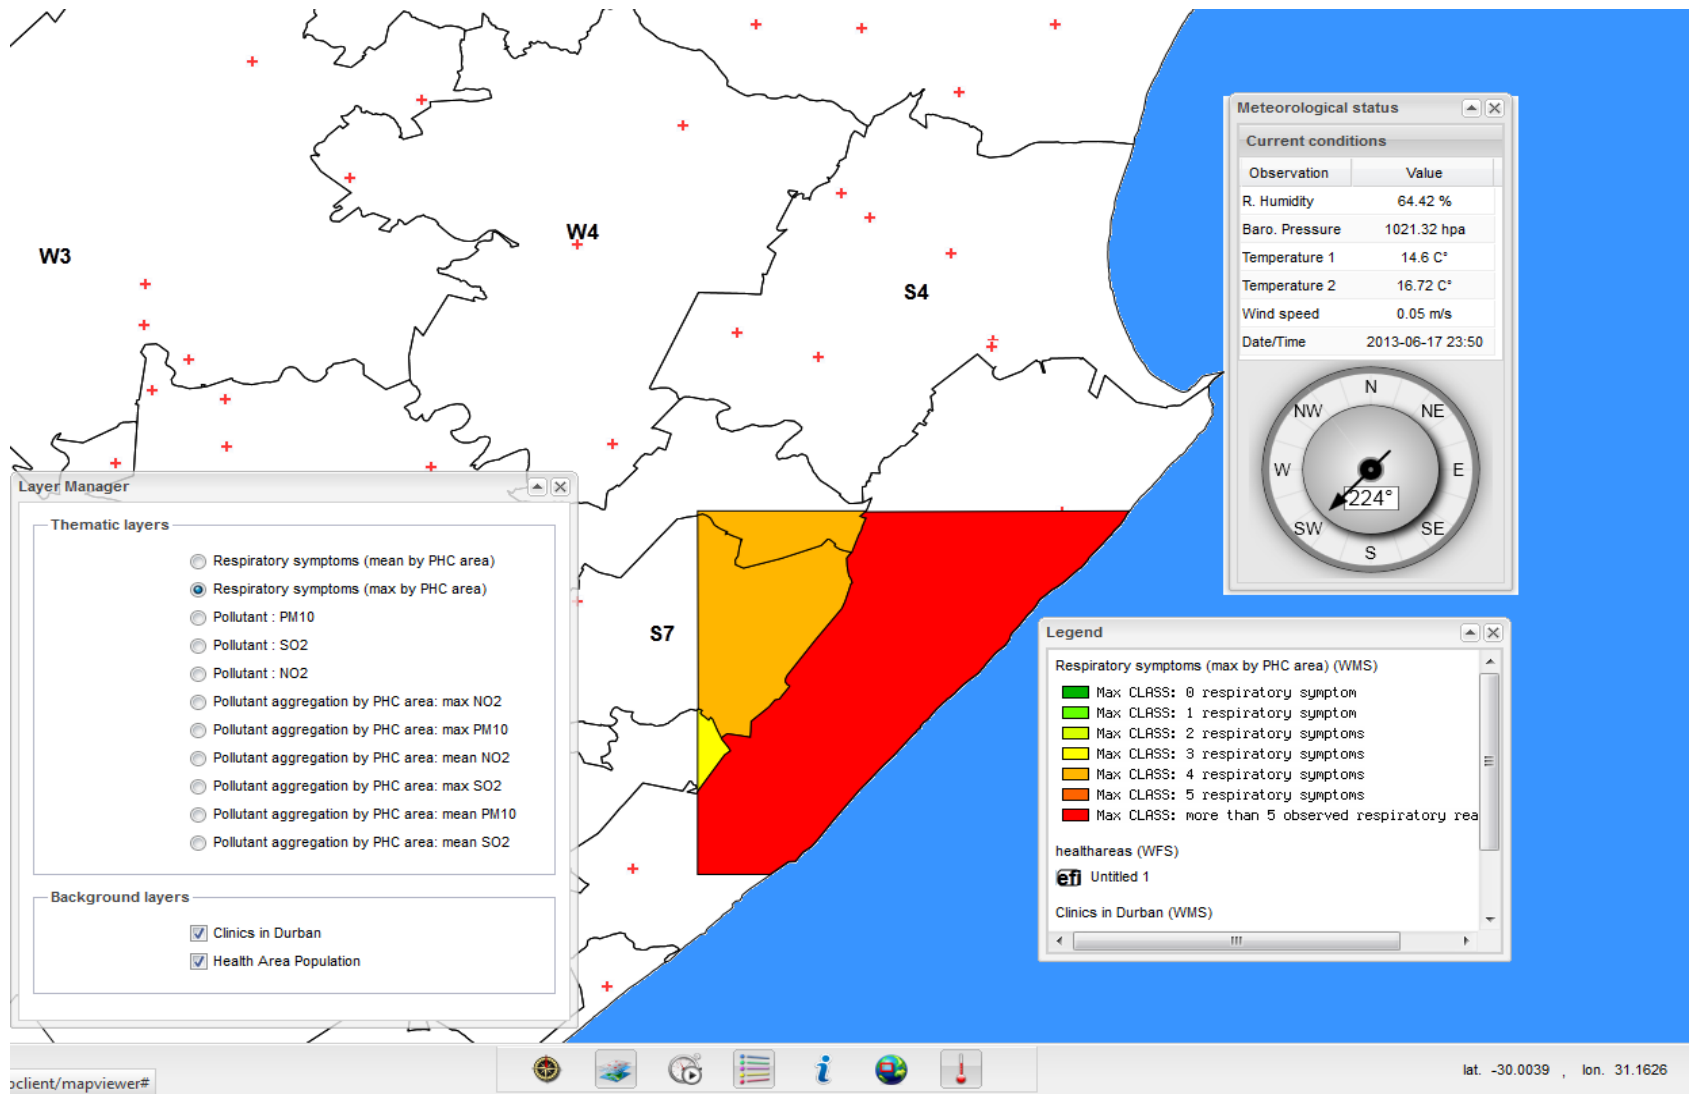 W3
W4
S4
S7
Meteorological status
Current conditions
Observation Value
R. Humidity 64.42 %
Baro. Pressure 1021.32 hpa
Temperature 1 14.6 C°
Temperature 2 16.72 C°
Wind speed 0.05 m/s
Date/Time 2013-06-17 23:50
N
NW NE
W E
224°
SW SE
S
Layer Manager
Thematic layers
Respiratory symptoms (mean by PHC area)
Respiratory symptoms (max by PHC area)
Pollutant : PM10
Pollutant : SO2
Pollutant : NO2
Pollutant aggregation by PHC area: max NO2
Pollutant aggregation by PHC area: max PM10
Pollutant aggregation by PHC area: mean NO2
Pollutant aggregation by PHC area: max SO2
Pollutant aggregation by PHC area: mean PM10
Pollutant aggregation by PHC area: mean SO2
Background layers
Clinics in Durban
Health Area Population
Legend
Respiratory symptoms (max by PHC area) (WMS)
Max CLASS: 0 respiratory symptom
Max CLASS: 1 respiratory symptom
Max CLASS: 2 respiratory symptoms
Max CLASS: 3 respiratory symptoms
Max CLASS: 4 respiratory symptoms
Max CLASS: 5 respiratory symptoms
Max CLASS: more than 5 observed respiratory rea
healthareas (WFS)
efi Untitled 1
Clinics in Durban (WMS)
oclient/mapviewer#
lat. -30.0039 , lon. 31.1626